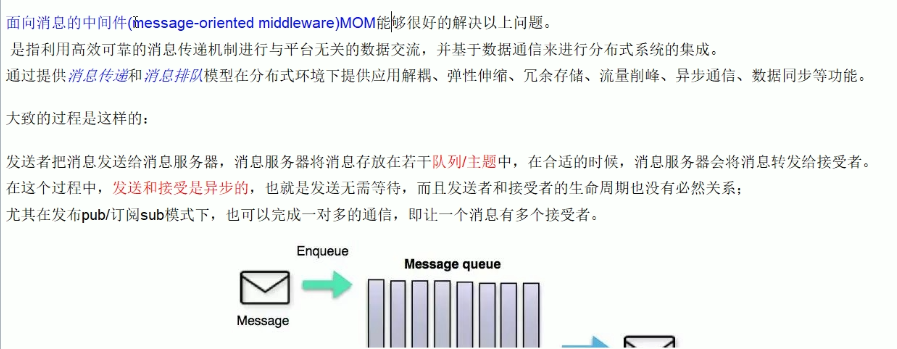 面向消息的中间件(message-oriented middleware)MOM能够很好的解决以上问题。
是指利用高效可靠的消息传递机制进行与平台无关的数据交流，并基于数据通信来进行分布式系统的集成。
通过提供消息传递和消息排队模型在分布式环境下提供应用解耦、弹性伸缩、冗余存储、流量削峰、异步通信、数据同步等功能。
大致的过程是这样的：
发送者把消息发送给消息服务器，消息服务器将消息存放在若干队列/主题中，在合适的时候，消息服务器会将消息转发给接受者。
在这个过程中，发送和接受是异步的，也就是发送无需等待，而且发送者和接受者的生命周期也没有必然关系；
尤其在发布pub/订阅sub模式下，也可以完成一对多的通信，即让一个消息有多个接受者。
Enqueue
Message queue
Message